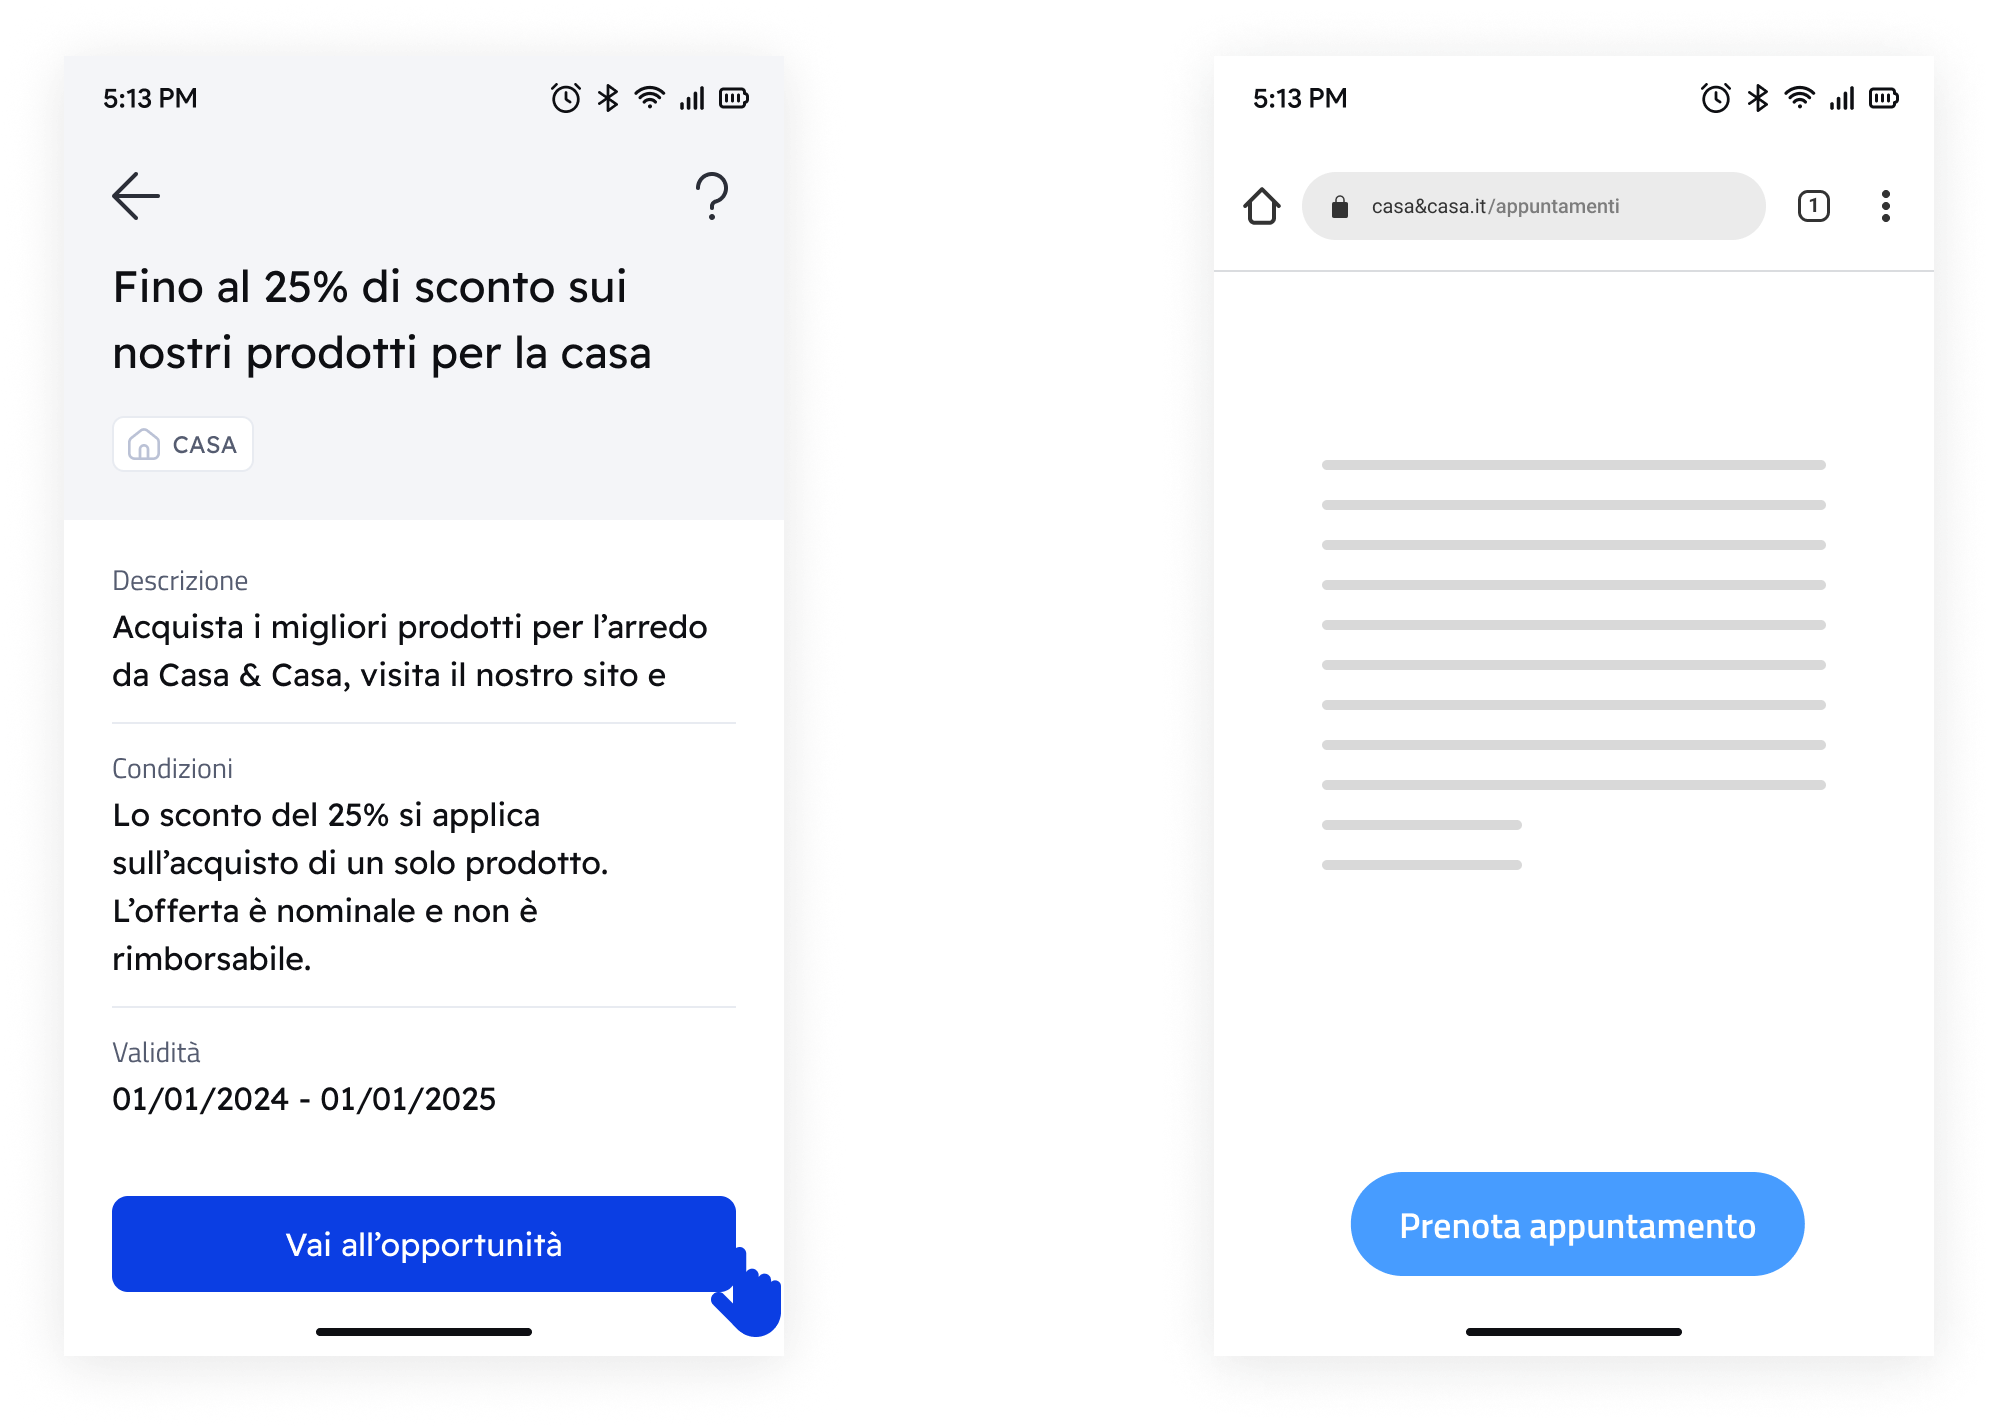 5:13 PM
Fino al 25% di sconto sui
nostri prodotti per la casa
CASA
Descrizione
Acquista i migliori prodotti per l’arredo
da Casa & Casa, visita il nostro sito e
Condizioni
Lo sconto del 25% si applica
sull’acquisto di un solo prodotto.
L’offerta è nominale e non è
rimborsabile.
Validità
01/01/2024 - 01/01/2025
Vai all’opportunità
5:13 PM
casa&casa.it/appuntamenti
1
Prenota appuntamento